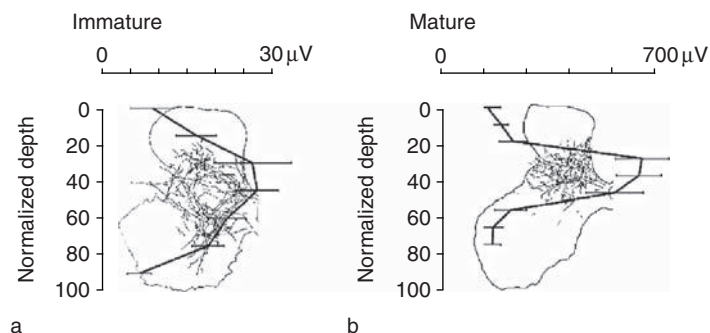 Immature
0 30 μV
Normalized depth
0
20
40
60
80
100
a
Mature
0 700 μV
Normalized depth
0
20
40
60
80
100
b